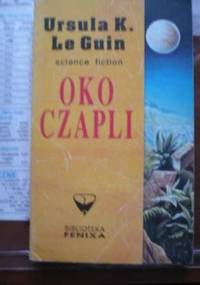 Ursula K.
Le Guin
science fiction
OKO
CZAPLI
BIBLIOTEKA
FENIXA